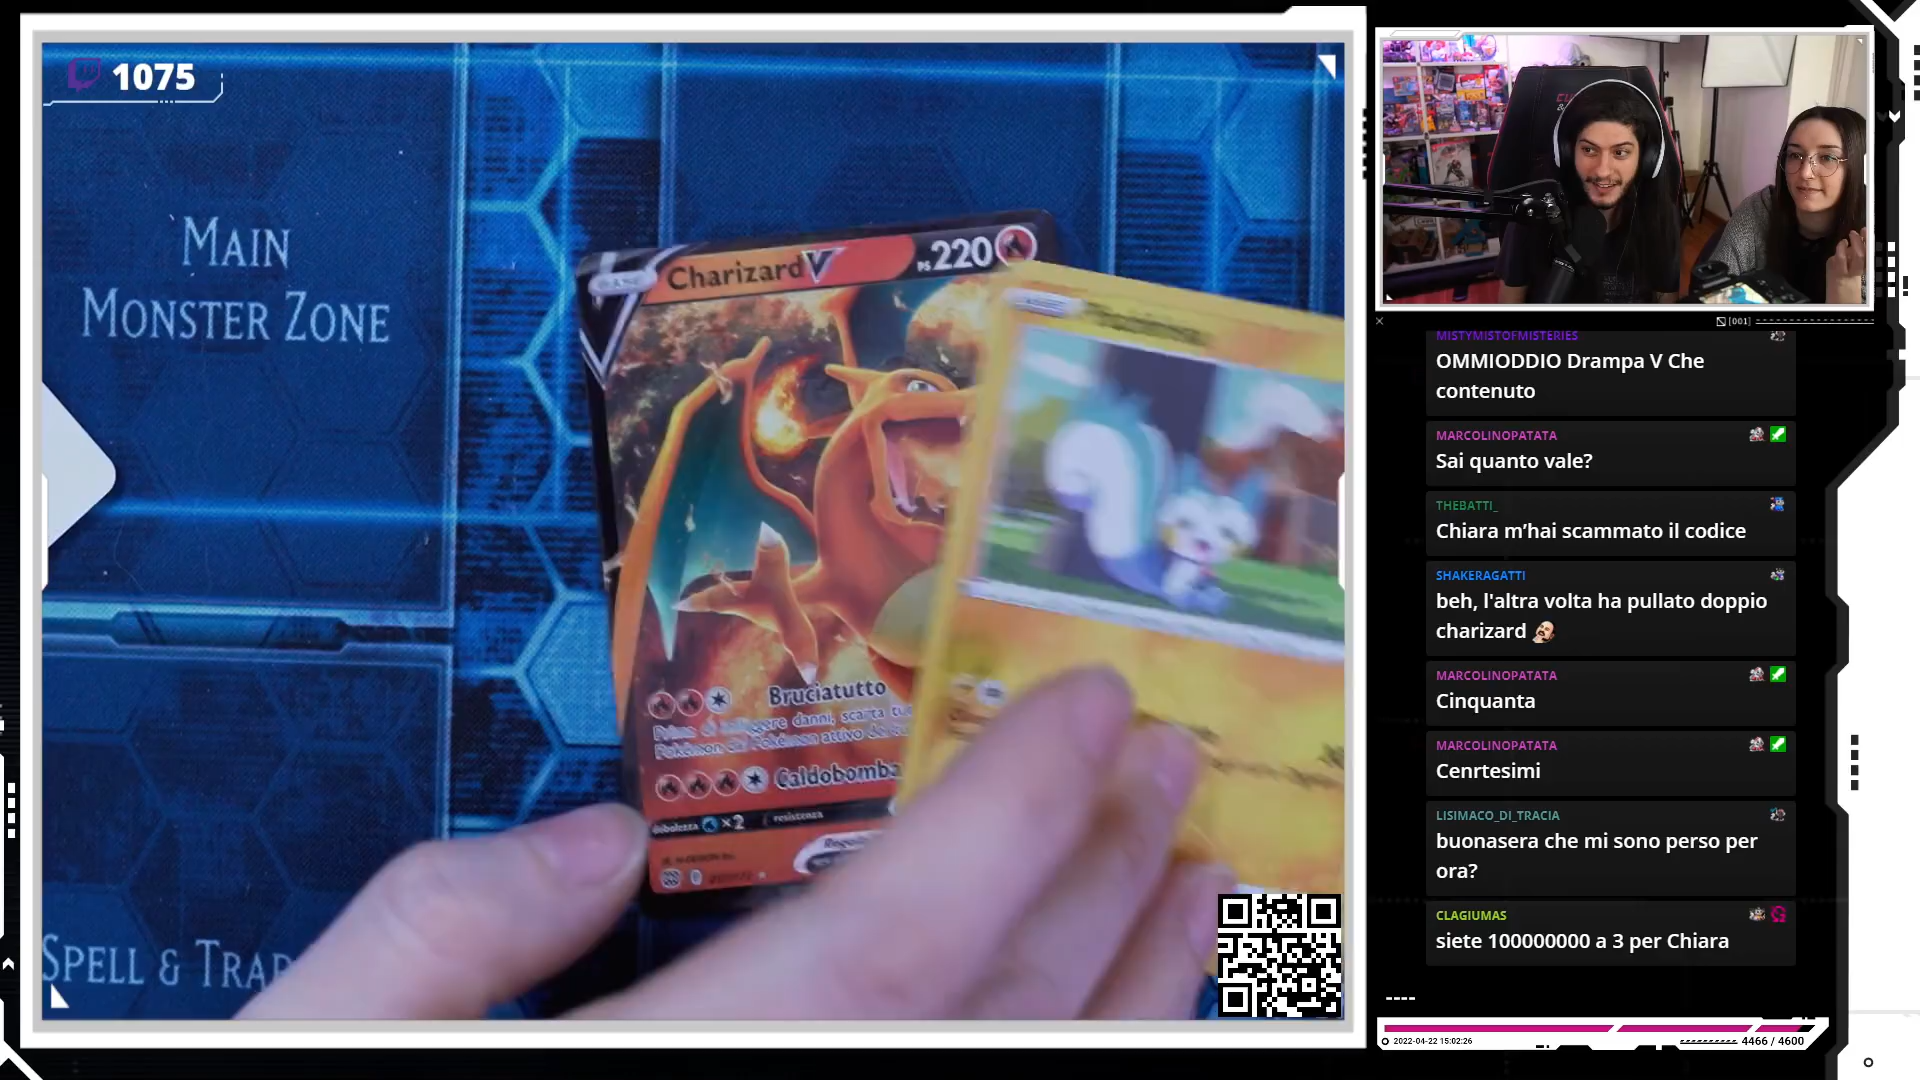 1075
MAIN
MONSTER ZONE
SPELL & TRAP
BASE
Charizard V
PS 220
Bruciatutto
Caldobomba
debolezza ×2 resistenza
[001]
MISTYMISTOFMISTERIES
OMMIODDIO Drampa V Che
contenuto
MARCOLINOPATATA
Sai quanto vale?
THEBATTI_
Chiara m’hai scammato il codice
SHAKERAGATTI
beh, l'altra volta ha pullato doppio
charizard
MARCOLINOPATATA
Cinquanta
MARCOLINOPATATA
Cenrtesimi
LISIMACO_DI_TRACIA
buonasera che mi sono perso per
ora?
CLAGIUMAS
siete 100000000 a 3 per Chiara
----
2022-04-22 15:02:26
4466 / 4600